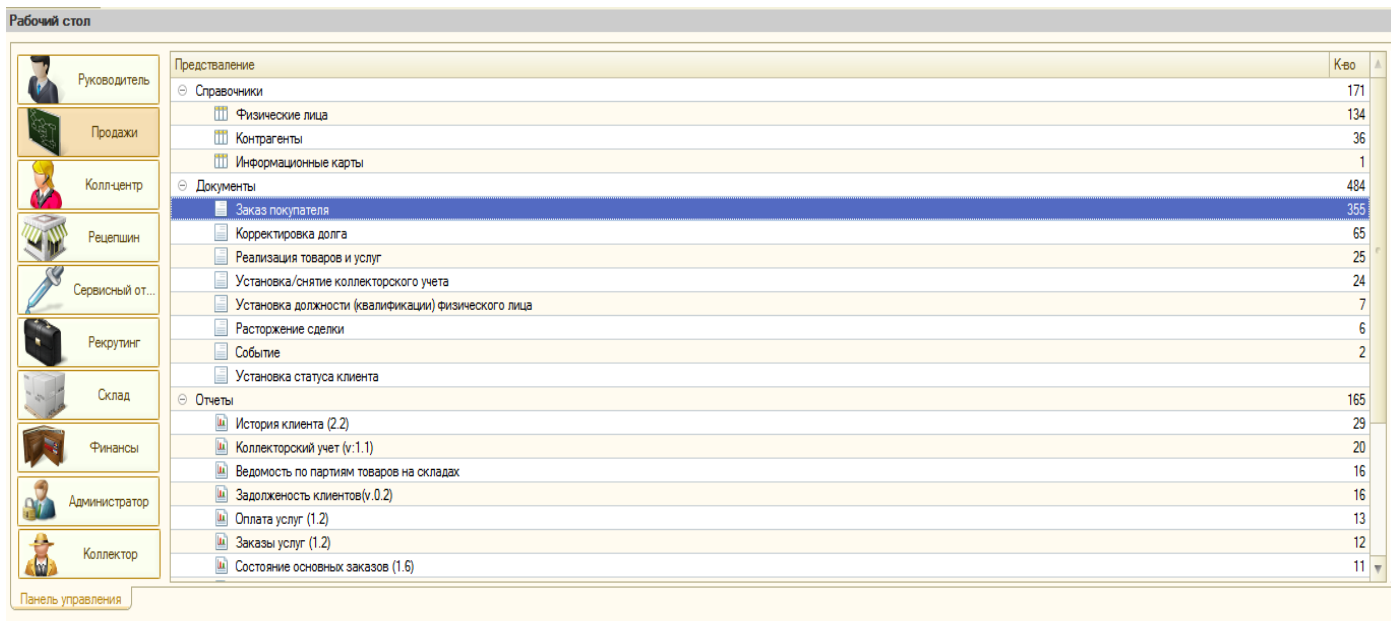 Рабочий стол
Руководитель
Продажи
Колл-центр
Рецепшин
Сервисный от...
Рекрутинг
Склад
Финансы
Администратор
Коллектор
Предстваление К-во
Справочники 171
Физические лица 134
Контрагенты 36
Информационные карты 1
Документы 484
Заказ покупателя 355
Корректировка долга 65
Реализация товаров и услуг 25
Установка/снятие коллекторского учета 24
Установка должности (квалификации) физического лица 7
Расторжение сделки 6
Событие 2
Установка статуса клиента
Отчеты 165
История клиента (2.2) 29
Коллекторский учет (v:1.1) 20
Ведомость по партиям товаров на складах 16
Задолженость клиентов(v.0.2) 16
Оплата услуг (1.2) 13
Заказы услуг (1.2) 12
Состояние основных заказов (1.6) 11
Панель управления